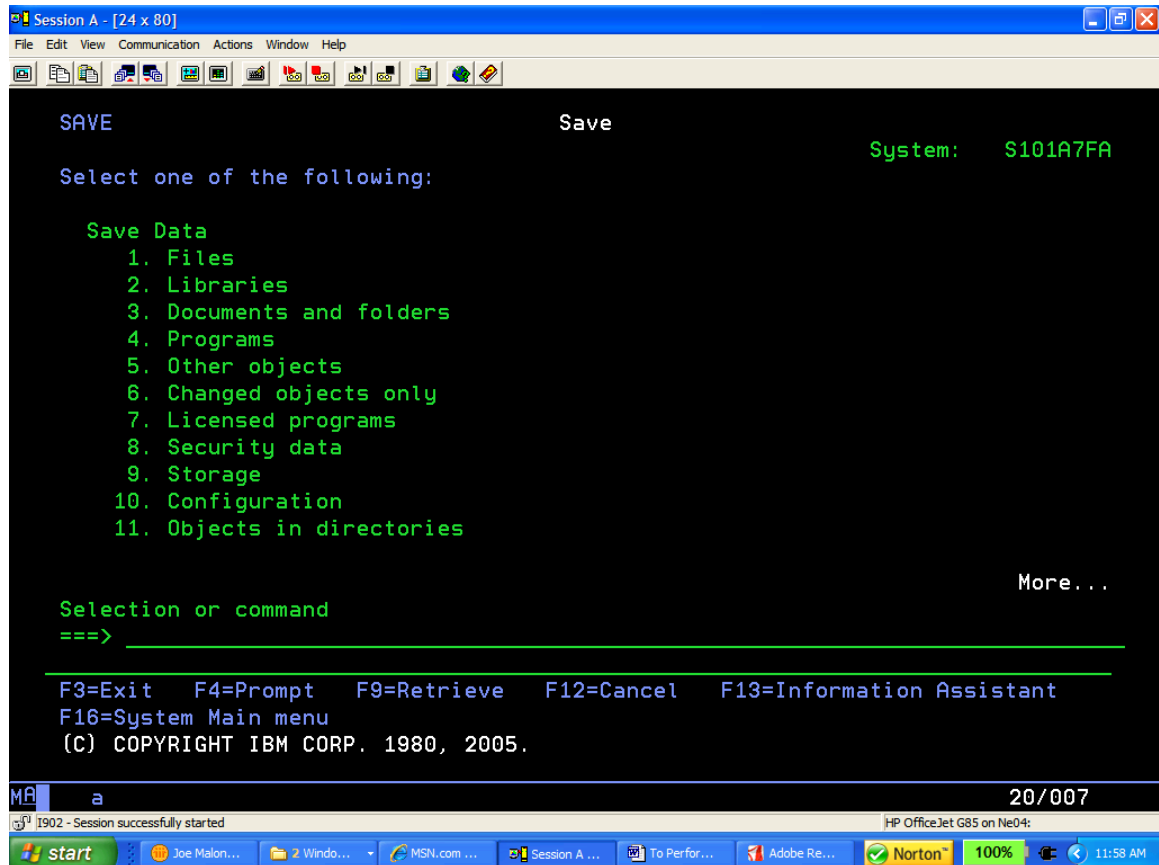 Session A - [24 x 80]
File Edit View Communication Actions Window Help
SAVE Save
System: S101A7FA
Select one of the following:
Save Data
1. Files
2. Libraries
3. Documents and folders
4. Programs
5. Other objects
6. Changed objects only
7. Licensed programs
8. Security data
9. Storage
10. Configuration
11. Objects in directories
More...
Selection or command
===>
F3=Exit F4=Prompt F9=Retrieve F12=Cancel F13=Information Assistant
F16=System Main menu
(C) COPYRIGHT IBM CORP. 1980, 2005.
MA a 20/007
I902 - Session successfully started HP OfficeJet G85 on Ne04:
start Joe Malon... 2 Windo... MSN.com ... Session A ... To Perfor... Adobe Re... Norton™ 100% 11:58 AM